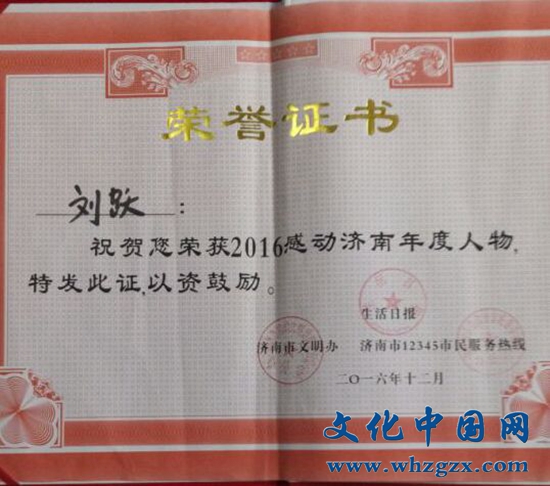 荣誉证书
刘跃：
祝贺您荣获2016感动济南年度人物,
特发此证,以资鼓励。
生活日报
济南市文明办 济南市12345市民服务热线
二〇一六年十二月
文化中国网
www.whzgzx.com